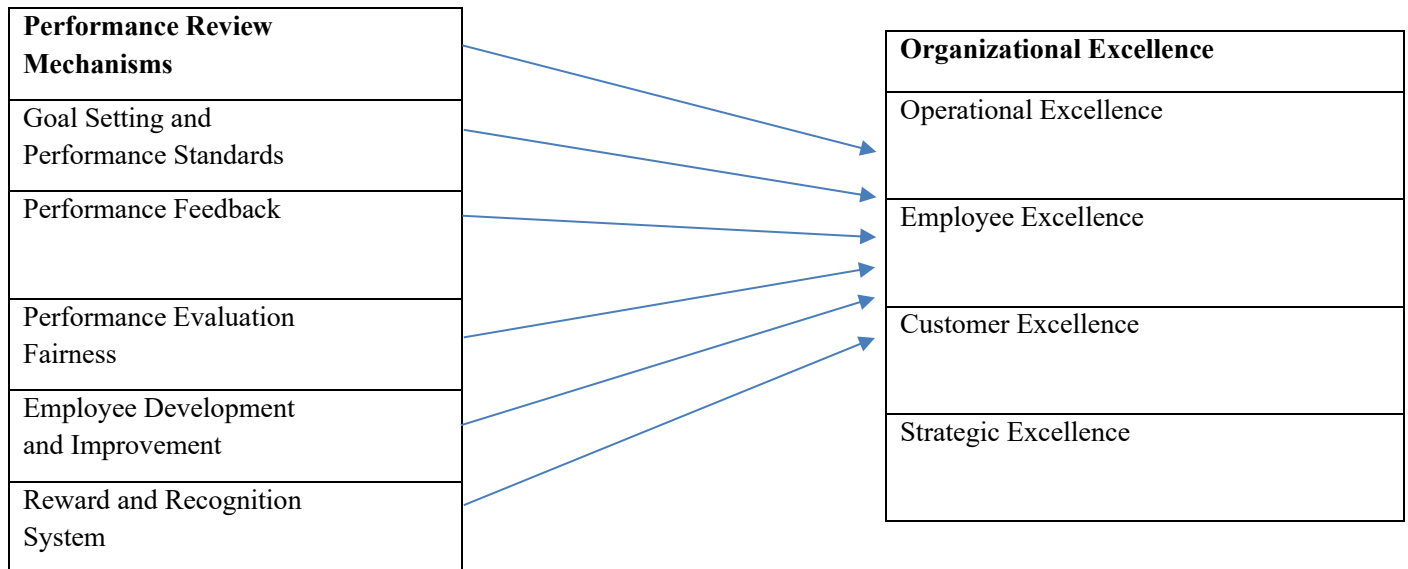 Performance Review
Mechanisms
Goal Setting and
Performance Standards
Performance Feedback
Performance Evaluation
Fairness
Employee Development
and Improvement
Reward and Recognition
System
Organizational Excellence
Operational Excellence
Employee Excellence
Customer Excellence
Strategic Excellence